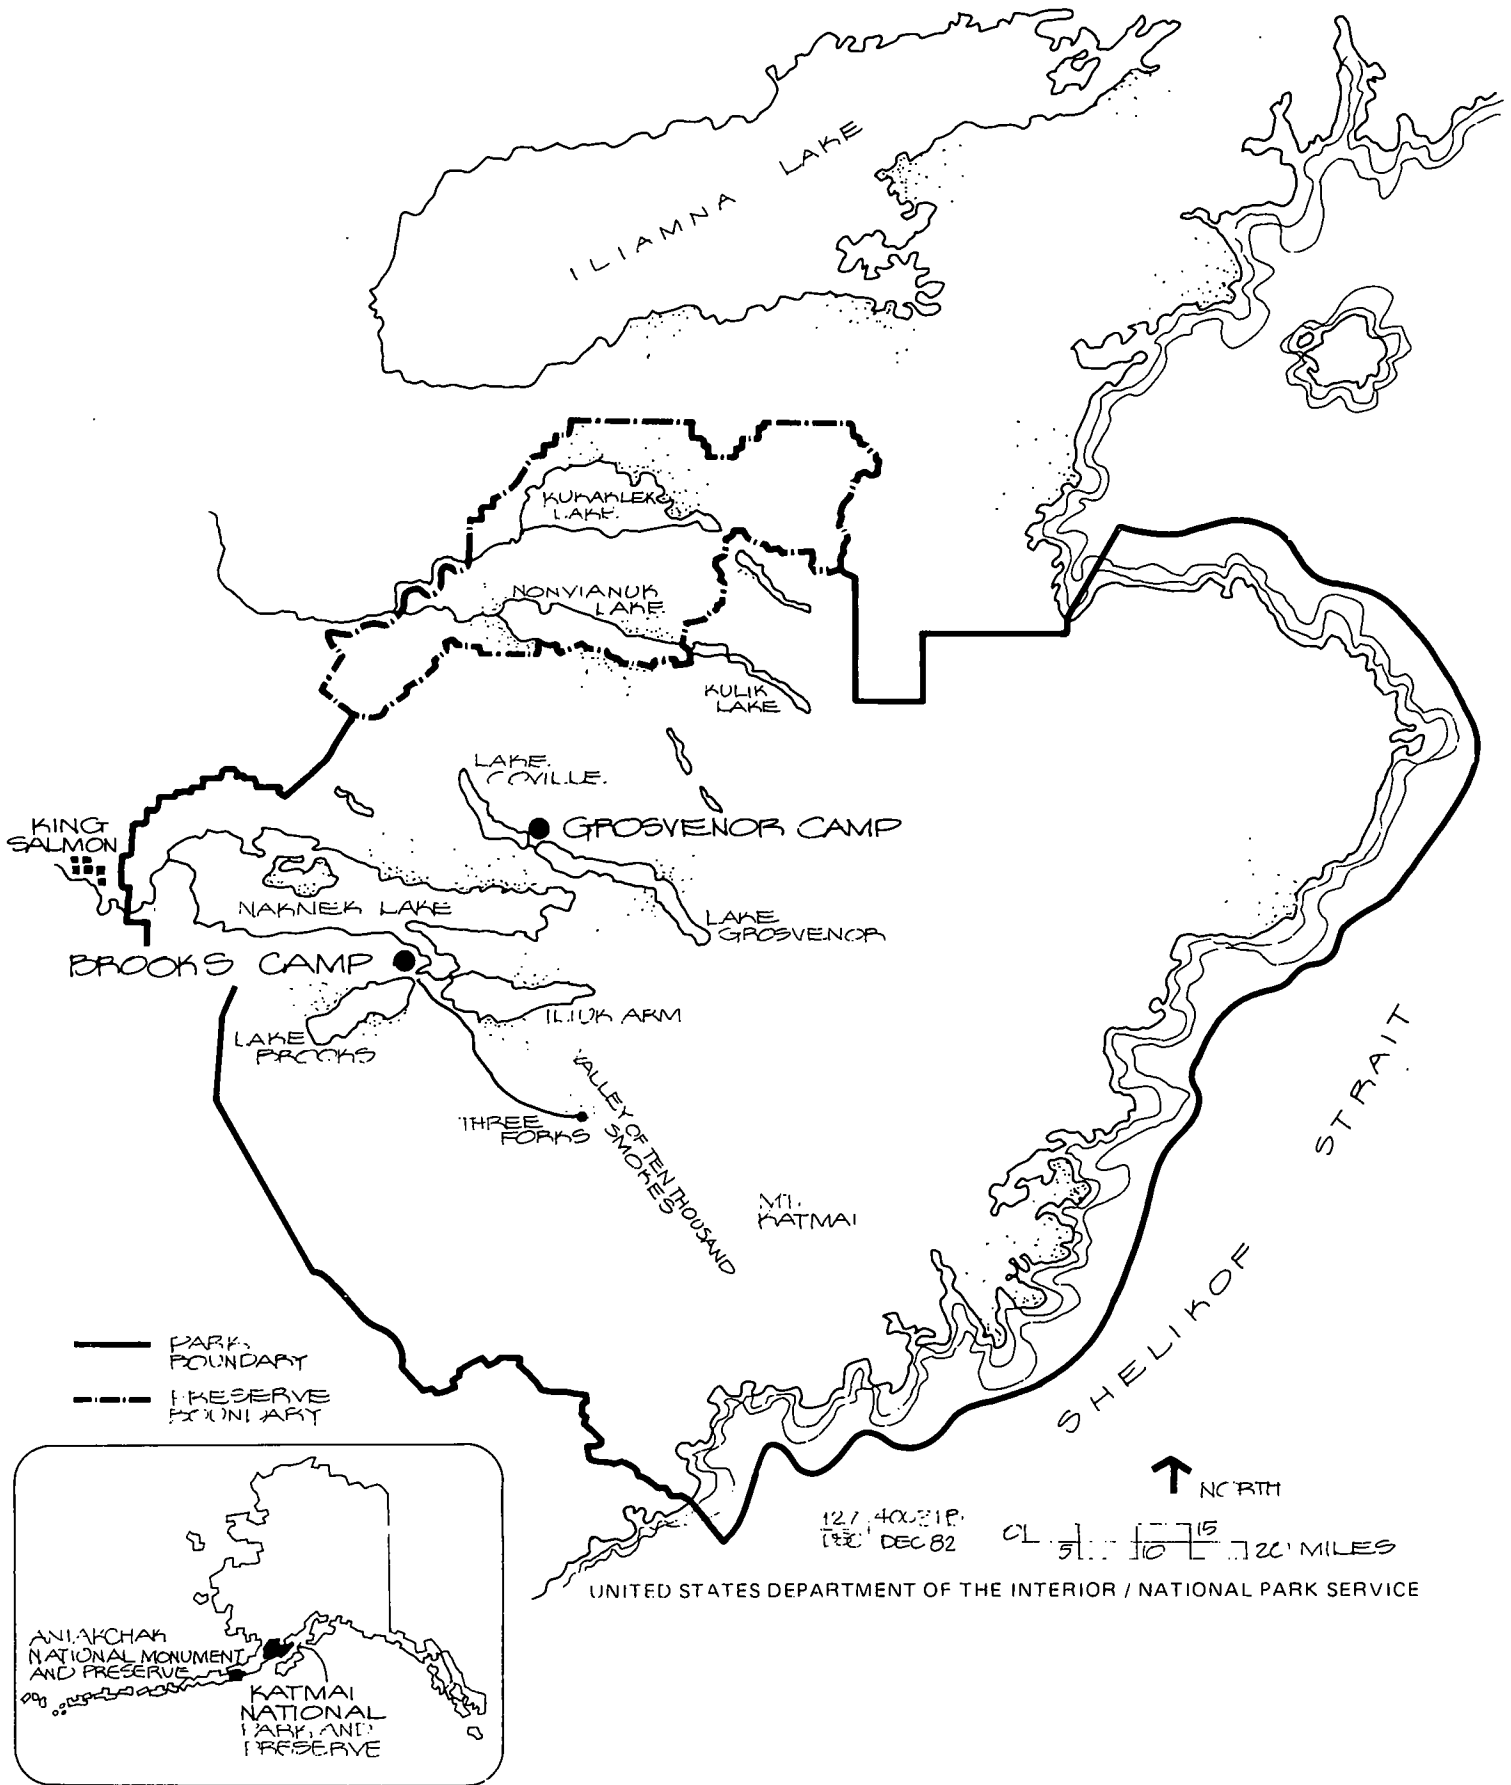 ILIAMNA LAKE
KUKAKLEK
LAKE
NONVIANUK
LAKE
KULIK
LAKE
LAKE
COVILLE
GROSVENOR CAMP
KING
SALMON
NAKNEK LAKE
LAKE
GROSVENOR
BROOKS CAMP
ILIUK ARM
LAKE
BROOKS
VALLEY OF TEN THOUSAND
SMOKES
THREE
FORKS
MT.
KATMAI
SHELIKOF STRAIT
PARK
BOUNDARY
PRESERVE
BOUNDARY
NORTH
127
DEC 82
0 5 10 15 20 MILES
UNITED STATES DEPARTMENT OF THE INTERIOR / NATIONAL PARK SERVICE
ANIAKCHAK
NATIONAL MONUMENT
AND PRESERVE
KATMAI
NATIONAL
PARK AND
PRESERVE